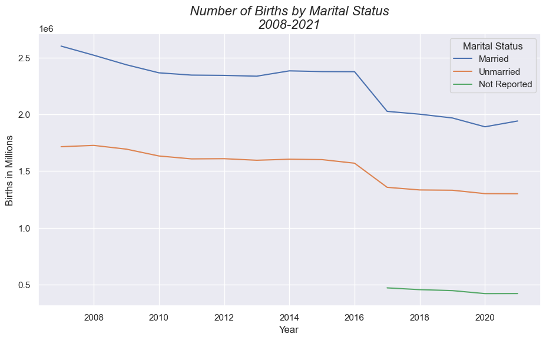 Number of Births by Marital Status
2008-2021
1e6
Marital Status
Married
Unmarried
Not Reported
2.5
2.0
1.5
1.0
0.5
Births in Millions
2008 2010 2012 2014 2016 2018 2020
Year